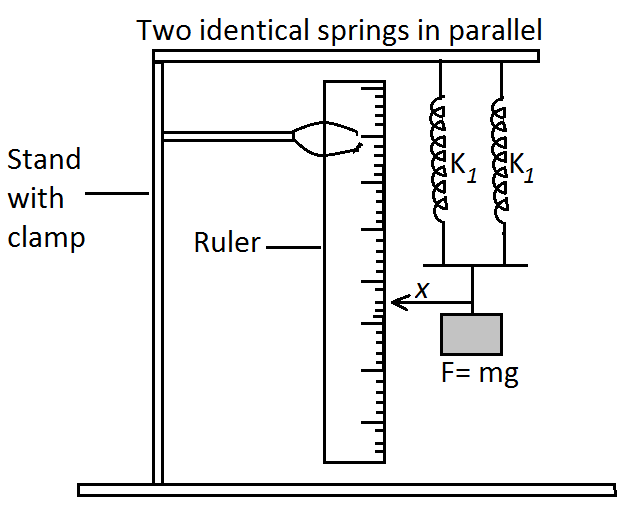 Two identical springs in parallel
Stand
with
clamp
Ruler
K1
K1
x
F= mg